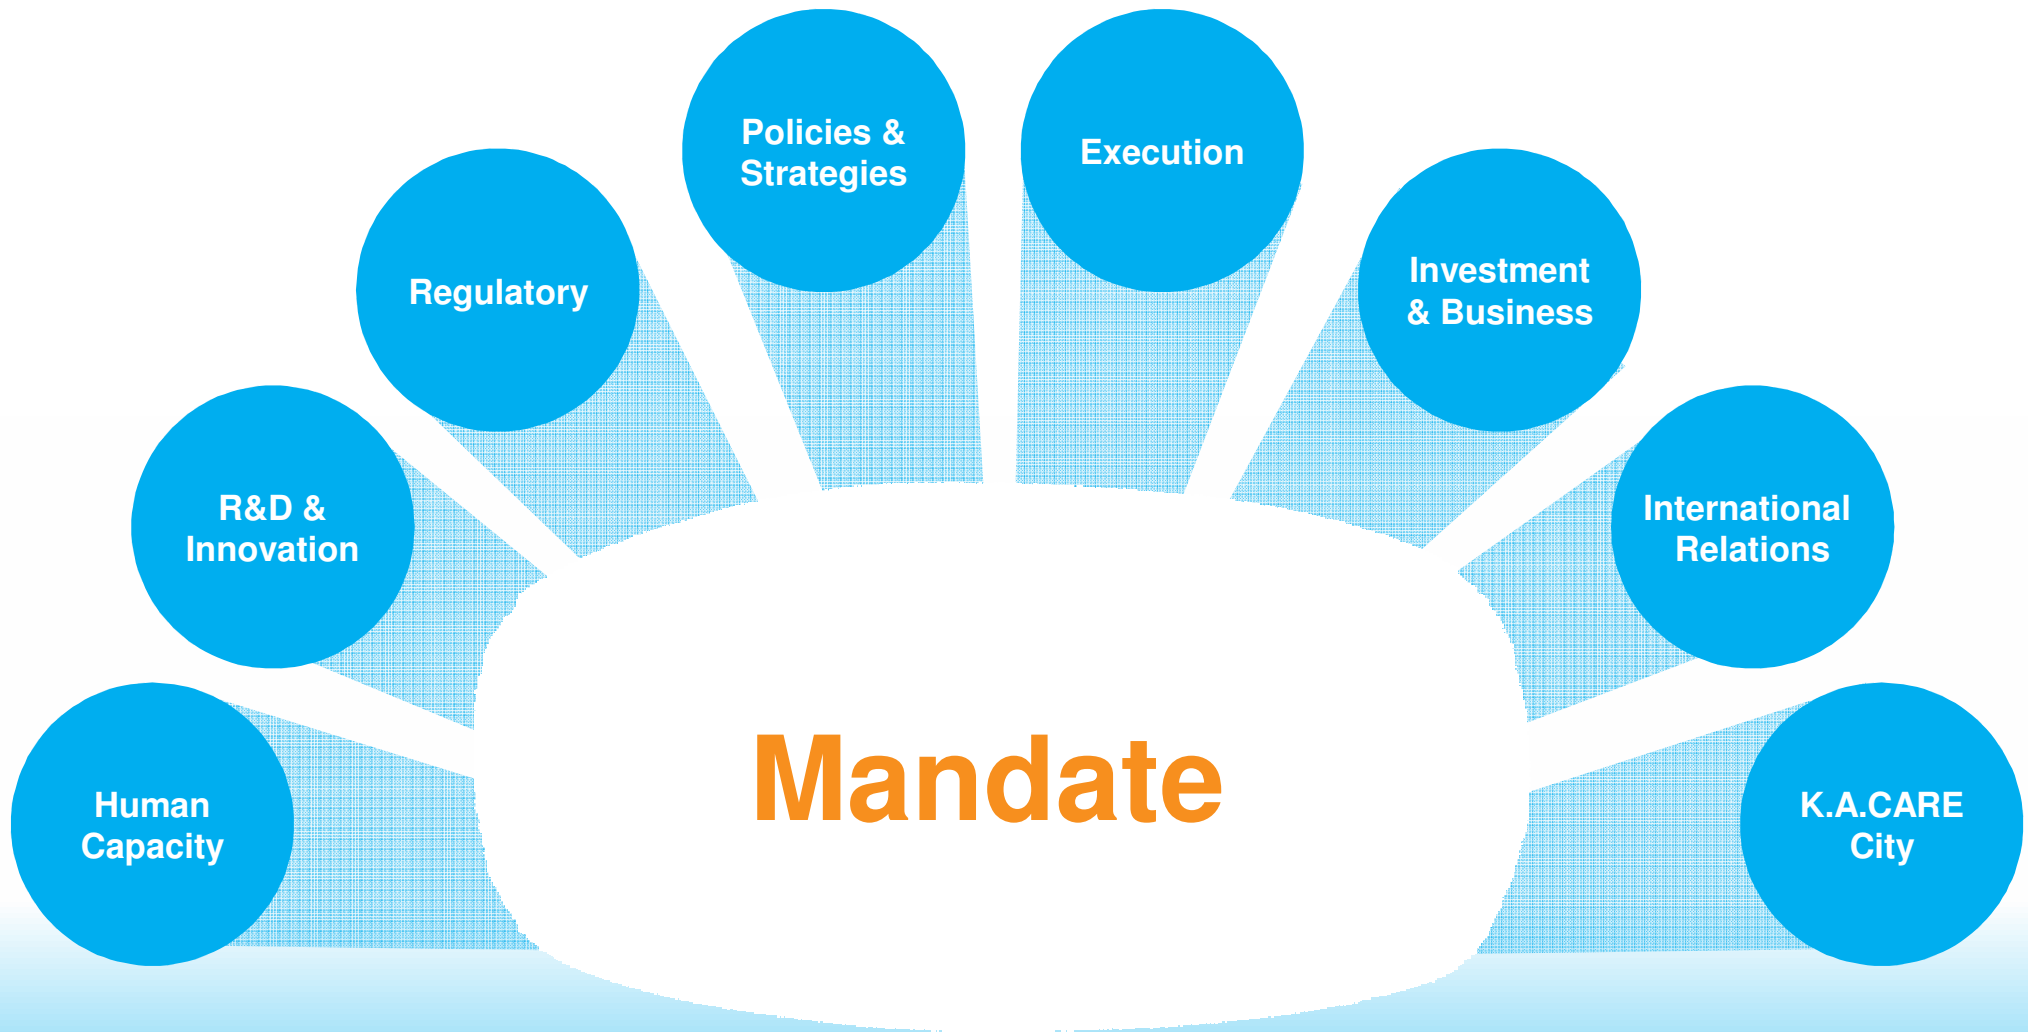 Policies &
Strategies
Execution
Regulatory
Investment
& Business
R&D &
Innovation
International
Relations
Mandate
Human
Capacity
K.A.CARE
City